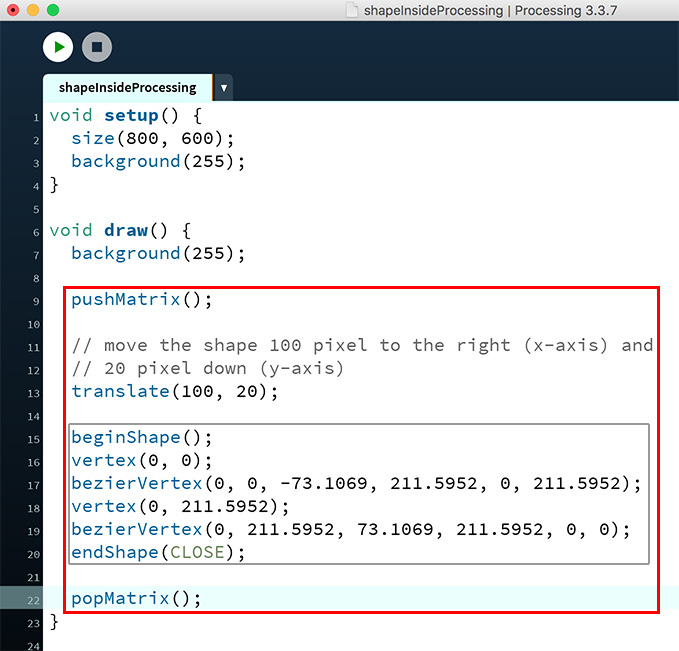 shapeInsideProcessing | Processing 3.3.7
shapeInsideProcessing ▼
1 void setup() {
2   size(800, 600);
3   background(255);
4 }
5
6 void draw() {
7   background(255);
8
9   pushMatrix();
10
11   // move the shape 100 pixel to the right (x-axis) and
12   // 20 pixel down (y-axis)
13   translate(100, 20);
14
15   beginShape();
16   vertex(0, 0);
17   bezierVertex(0, 0, -73.1069, 211.5952, 0, 211.5952);
18   vertex(0, 211.5952);
19   bezierVertex(0, 211.5952, 73.1069, 211.5952, 0, 0);
20   endShape(CLOSE);
21
22   popMatrix();
23 }
24